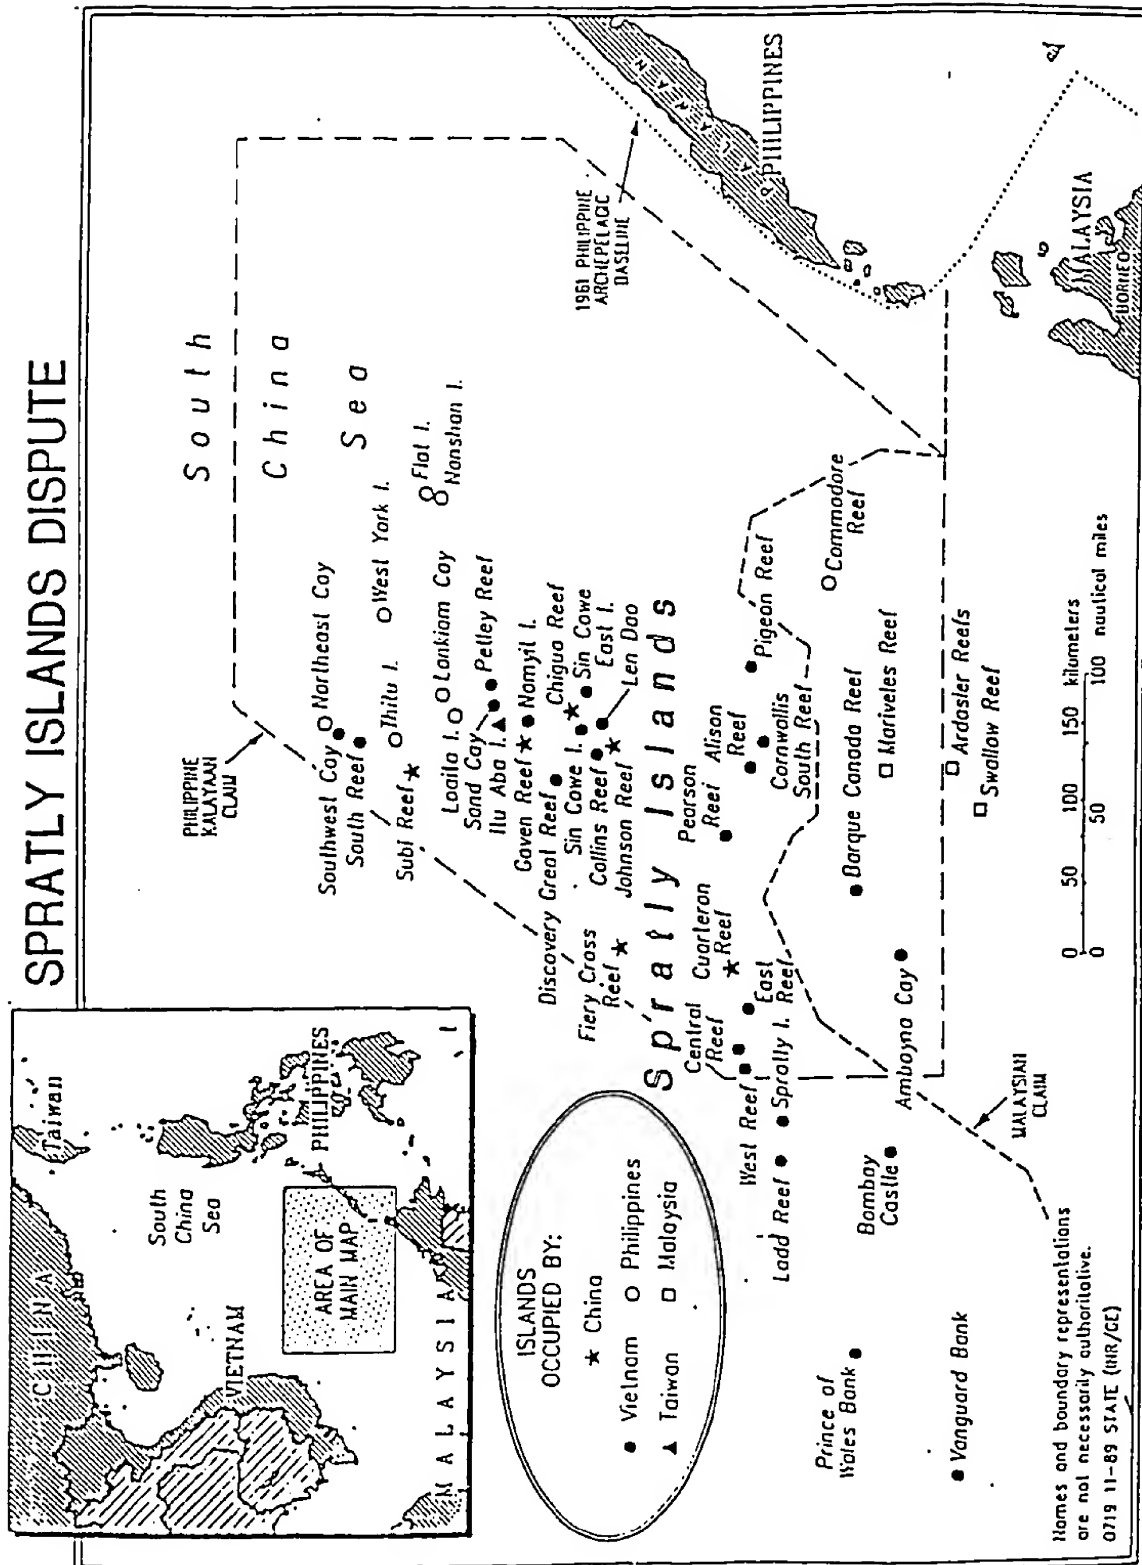 SPRATLY ISLANDS DISPUTE
CHINA
Taiwan
South
China
Sea
VIETNAM
PHILIPPINES
AREA OF
MAIN MAP
MALAYSIA
ISLANDS
OCCUPIED BY:
★ China
● Vietnam ○ Philippines
▲ Taiwan □ Malaysia
South
China
Sea
PHILIPPINE
KALAYAAN
CLAIM
Southwest Cay
Northeast Cay
South Reef
West York I.
Thitu I.
Subi Reef
Flat I.
Nanshan I.
Loaita I.
Lankiam Cay
Sand Cay
Petley Reef
Itu Aba I.
Gaven Reef
Namyil I.
Discovery Great Reef
Chigua Reef
Sin Cowe I.
Sin Cowe
East I.
Collins Reef
Len Dao
Johnson Reef
Fiery Cross
Reef
Spratly Islands
Pearson
Reef
Alison
Reef
Pigeon Reef
Cornwallis
South Reef
Central
Reef
Cuarteron
Reef
West Reef
East
Reef
Ladd Reef
Spratly I.
Commodore
Reef
Barque Canada Reef
Mariveles Reef
Amboyna Cay
Ardasier Reefs
Swallow Reef
Bombay
Castle
Prince of
Wales Bank
Vanguard Bank
MALAYSIAN
CLAIM
1961 PHILIPPINE
ARCHEPELAGIC
BASELINE
PALAWAN
PHILIPPINES
MALAYSIA
BORNEO
0 50 100 150 kilometers
0 50 100 nautical miles
Names and boundary representations
are not necessarily authoritative.
0719 11-89 STATE (INR/GE)